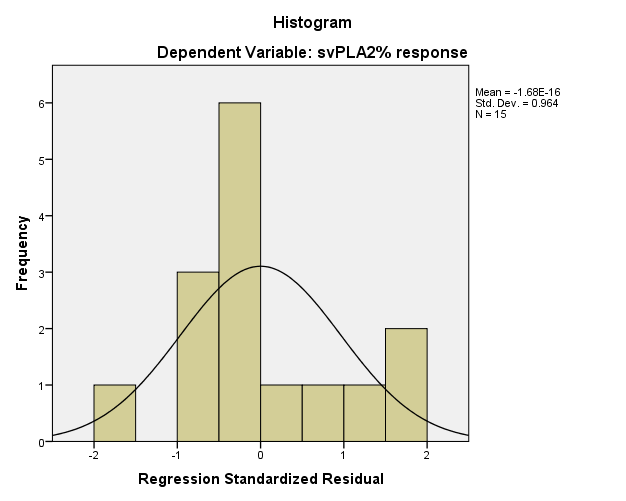 Histogram
Dependent Variable: svPLA2% response
Mean = -1.68E-16
Std. Dev. = 0.964
N = 15
Frequency
6
5
4
3
2
1
0
-2 -1 0 1 2
Regression Standardized Residual